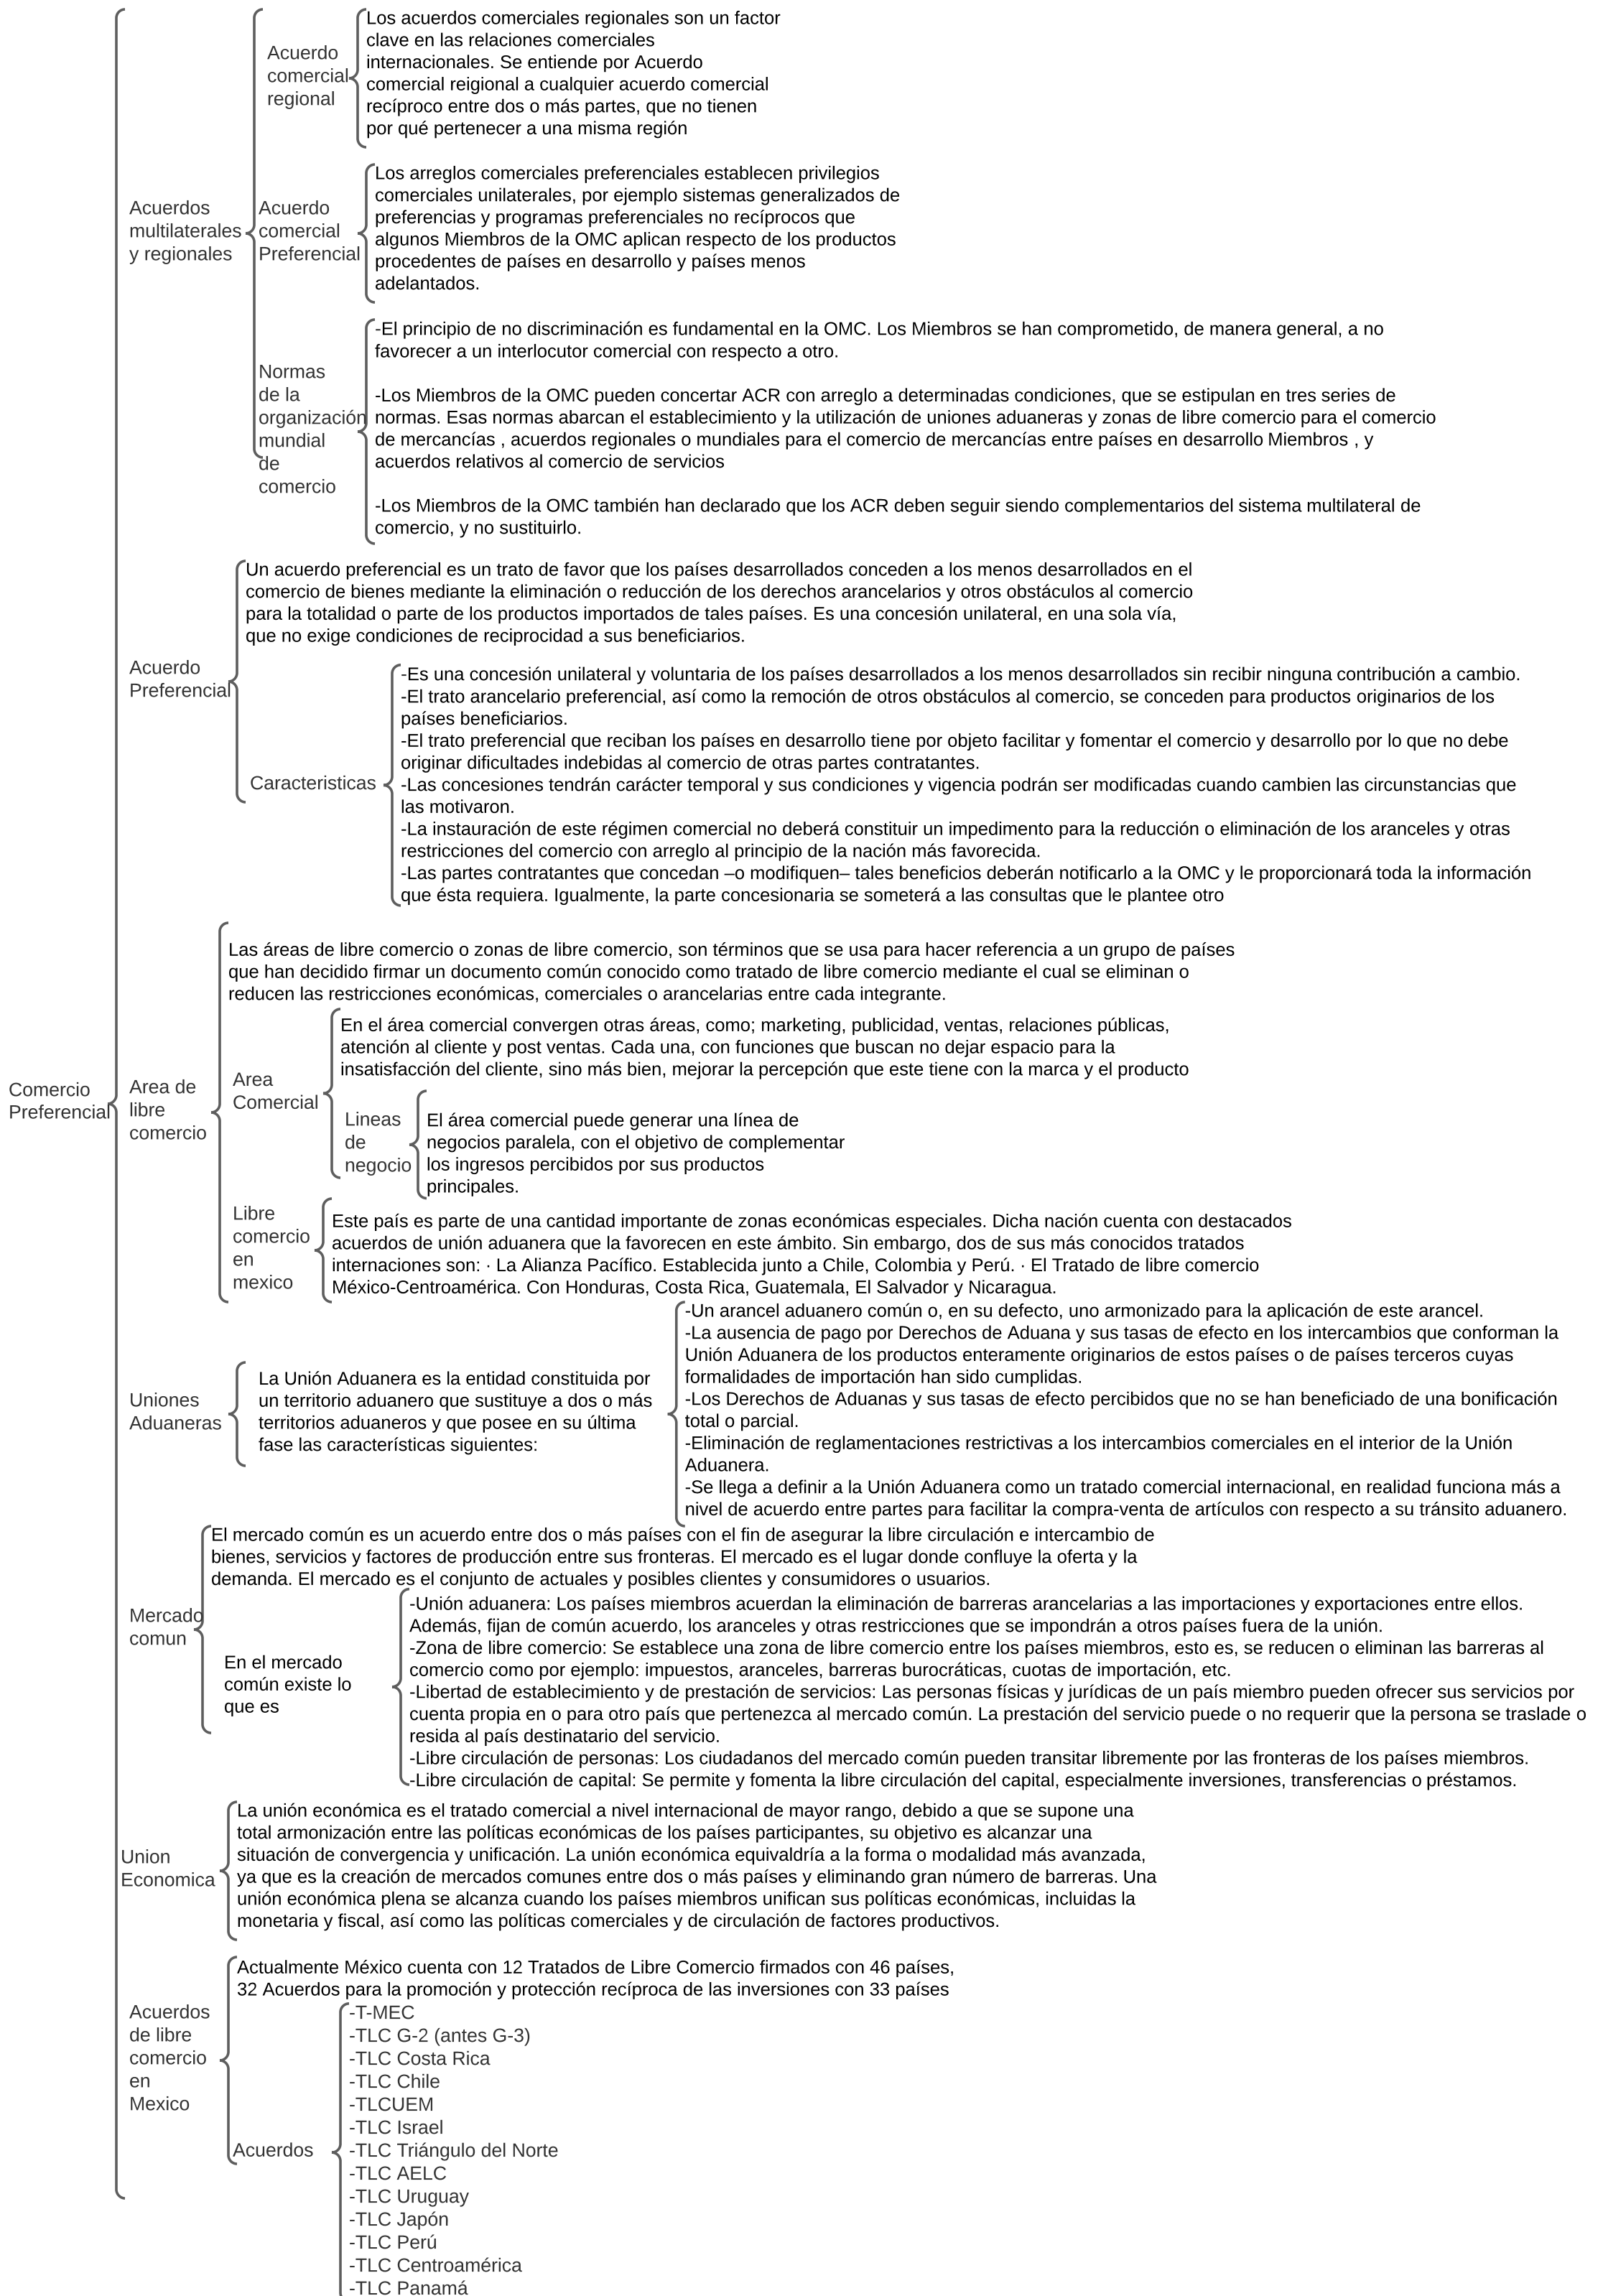 Comercio
Preferencial
Acuerdos
multilaterales
y regionales
Acuerdo
comercial
regional
Los acuerdos comerciales regionales son un factor
clave en las relaciones comerciales
internacionales. Se entiende por Acuerdo
comercial reigional a cualquier acuerdo comercial
recíproco entre dos o más partes, que no tienen
por qué pertenecer a una misma región
Acuerdo
comercial
Preferencial
Los arreglos comerciales preferenciales establecen privilegios
comerciales unilaterales, por ejemplo sistemas generalizados de
preferencias y programas preferenciales no recíprocos que
algunos Miembros de la OMC aplican respecto de los productos
procedentes de países en desarrollo y países menos
adelantados.
Normas
de la
organización
mundial
de
comercio
-El principio de no discriminación es fundamental en la OMC. Los Miembros se han comprometido, de manera general, a no
favorecer a un interlocutor comercial con respecto a otro.
-Los Miembros de la OMC pueden concertar ACR con arreglo a determinadas condiciones, que se estipulan en tres series de
normas. Esas normas abarcan el establecimiento y la utilización de uniones aduaneras y zonas de libre comercio para el comercio
de mercancías , acuerdos regionales o mundiales para el comercio de mercancías entre países en desarrollo Miembros , y
acuerdos relativos al comercio de servicios
-Los Miembros de la OMC también han declarado que los ACR deben seguir siendo complementarios del sistema multilateral de
comercio, y no sustituirlo.
Acuerdo
Preferencial
Un acuerdo preferencial es un trato de favor que los países desarrollados conceden a los menos desarrollados en el
comercio de bienes mediante la eliminación o reducción de los derechos arancelarios y otros obstáculos al comercio
para la totalidad o parte de los productos importados de tales países. Es una concesión unilateral, en una sola vía,
que no exige condiciones de reciprocidad a sus beneficiarios.
Caracteristicas
-Es una concesión unilateral y voluntaria de los países desarrollados a los menos desarrollados sin recibir ninguna contribución a cambio.
-El trato arancelario preferencial, así como la remoción de otros obstáculos al comercio, se conceden para productos originarios de los
países beneficiarios.
-El trato preferencial que reciban los países en desarrollo tiene por objeto facilitar y fomentar el comercio y desarrollo por lo que no debe
originar dificultades indebidas al comercio de otras partes contratantes.
-Las concesiones tendrán carácter temporal y sus condiciones y vigencia podrán ser modificadas cuando cambien las circunstancias que
las motivaron.
-La instauración de este régimen comercial no deberá constituir un impedimento para la reducción o eliminación de los aranceles y otras
restricciones del comercio con arreglo al principio de la nación más favorecida.
-Las partes contratantes que concedan –o modifiquen– tales beneficios deberán notificarlo a la OMC y le proporcionará toda la información
que ésta requiera. Igualmente, la parte concesionaria se someterá a las consultas que le plantee otro
Area de
libre
comercio
Las áreas de libre comercio o zonas de libre comercio, son términos que se usa para hacer referencia a un grupo de países
que han decidido firmar un documento común conocido como tratado de libre comercio mediante el cual se eliminan o
reducen las restricciones económicas, comerciales o arancelarias entre cada integrante.
Area
Comercial
En el área comercial convergen otras áreas, como; marketing, publicidad, ventas, relaciones públicas,
atención al cliente y post ventas. Cada una, con funciones que buscan no dejar espacio para la
insatisfacción del cliente, sino más bien, mejorar la percepción que este tiene con la marca y el producto
Lineas
de
negocio
El área comercial puede generar una línea de
negocios paralela, con el objetivo de complementar
los ingresos percibidos por sus productos
principales.
Libre
comercio
en
mexico
Este país es parte de una cantidad importante de zonas económicas especiales. Dicha nación cuenta con destacados
acuerdos de unión aduanera que la favorecen en este ámbito. Sin embargo, dos de sus más conocidos tratados
internaciones son: · La Alianza Pacífico. Establecida junto a Chile, Colombia y Perú. · El Tratado de libre comercio
México-Centroamérica. Con Honduras, Costa Rica, Guatemala, El Salvador y Nicaragua.
Uniones
Aduaneras
La Unión Aduanera es la entidad constituida por
un territorio aduanero que sustituye a dos o más
territorios aduaneros y que posee en su última
fase las características siguientes:
-Un arancel aduanero común o, en su defecto, uno armonizado para la aplicación de este arancel.
-La ausencia de pago por Derechos de Aduana y sus tasas de efecto en los intercambios que conforman la
Unión Aduanera de los productos enteramente originarios de estos países o de países terceros cuyas
formalidades de importación han sido cumplidas.
-Los Derechos de Aduanas y sus tasas de efecto percibidos que no se han beneficiado de una bonificación
total o parcial.
-Eliminación de reglamentaciones restrictivas a los intercambios comerciales en el interior de la Unión
Aduanera.
-Se llega a definir a la Unión Aduanera como un tratado comercial internacional, en realidad funciona más a
nivel de acuerdo entre partes para facilitar la compra-venta de artículos con respecto a su tránsito aduanero.
Mercado
comun
El mercado común es un acuerdo entre dos o más países con el fin de asegurar la libre circulación e intercambio de
bienes, servicios y factores de producción entre sus fronteras. El mercado es el lugar donde confluye la oferta y la
demanda. El mercado es el conjunto de actuales y posibles clientes y consumidores o usuarios.
En el mercado
común existe lo
que es
-Unión aduanera: Los países miembros acuerdan la eliminación de barreras arancelarias a las importaciones y exportaciones entre ellos.
Además, fijan de común acuerdo, los aranceles y otras restricciones que se impondrán a otros países fuera de la unión.
-Zona de libre comercio: Se establece una zona de libre comercio entre los países miembros, esto es, se reducen o eliminan las barreras al
comercio como por ejemplo: impuestos, aranceles, barreras burocráticas, cuotas de importación, etc.
-Libertad de establecimiento y de prestación de servicios: Las personas físicas y jurídicas de un país miembro pueden ofrecer sus servicios por
cuenta propia en o para otro país que pertenezca al mercado común. La prestación del servicio puede o no requerir que la persona se traslade o
resida al país destinatario del servicio.
-Libre circulación de personas: Los ciudadanos del mercado común pueden transitar libremente por las fronteras de los países miembros.
-Libre circulación de capital: Se permite y fomenta la libre circulación del capital, especialmente inversiones, transferencias o préstamos.
Union
Economica
La unión económica es el tratado comercial a nivel internacional de mayor rango, debido a que se supone una
total armonización entre las políticas económicas de los países participantes, su objetivo es alcanzar una
situación de convergencia y unificación. La unión económica equivaldría a la forma o modalidad más avanzada,
ya que es la creación de mercados comunes entre dos o más países y eliminando gran número de barreras. Una
unión económica plena se alcanza cuando los países miembros unifican sus políticas económicas, incluidas la
monetaria y fiscal, así como las políticas comerciales y de circulación de factores productivos.
Acuerdos
de libre
comercio
en
Mexico
Actualmente México cuenta con 12 Tratados de Libre Comercio firmados con 46 países,
32 Acuerdos para la promoción y protección recíproca de las inversiones con 33 países
Acuerdos
-T-MEC
-TLC G-2 (antes G-3)
-TLC Costa Rica
-TLC Chile
-TLCUEM
-TLC Israel
-TLC Triángulo del Norte
-TLC AELC
-TLC Uruguay
-TLC Japón
-TLC Perú
-TLC Centroamérica
-TLC Panamá